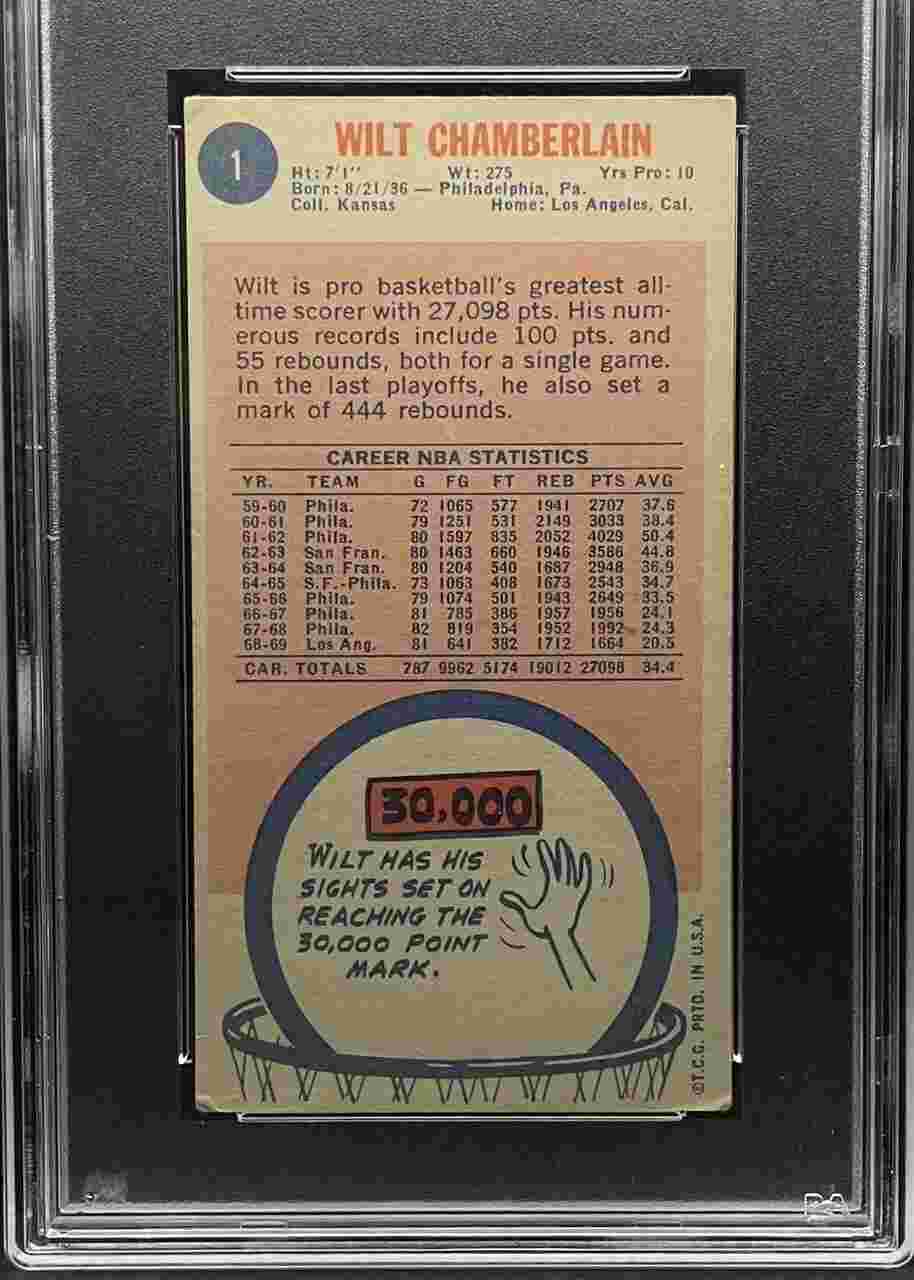 1
WILT CHAMBERLAIN
Ht: 7'1'' Wt: 275 Yrs Pro: 10
Born: 8/21/36 — Philadelphia, Pa.
Coll. Kansas Home: Los Angeles, Cal.
Wilt is pro basketball's greatest all-
time scorer with 27,098 pts. His num-
erous records include 100 pts. and
55 rebounds, both for a single game.
In the last playoffs, he also set a
mark of 444 rebounds.
CAREER NBA STATISTICS
YR. TEAM G FG FT REB PTS AVG
59-60 Phila. 72 1065 577 1941 2707 37.6
60-61 Phila. 79 1251 531 2149 3033 38.4
61-62 Phila. 80 1597 835 2052 4029 50.4
62-63 San Fran. 80 1463 660 1946 3586 44.8
63-64 San Fran. 80 1204 540 1687 2948 36.9
64-65 S.F.-Phila. 73 1063 408 1673 2543 34.7
65-66 Phila. 79 1074 501 1943 2649 33.5
66-67 Phila. 81 785 386 1957 1956 24.1
67-68 Phila. 82 819 354 1952 1992 24.3
68-69 Los Ang. 81 641 382 1712 1664 20.5
CAR. TOTALS 787 9962 5174 19012 27098 34.4
30,000
WILT HAS HIS
SIGHTS SET ON
REACHING THE
30,000 POINT
MARK.
©T.C.G. PRTD. IN U.S.A.